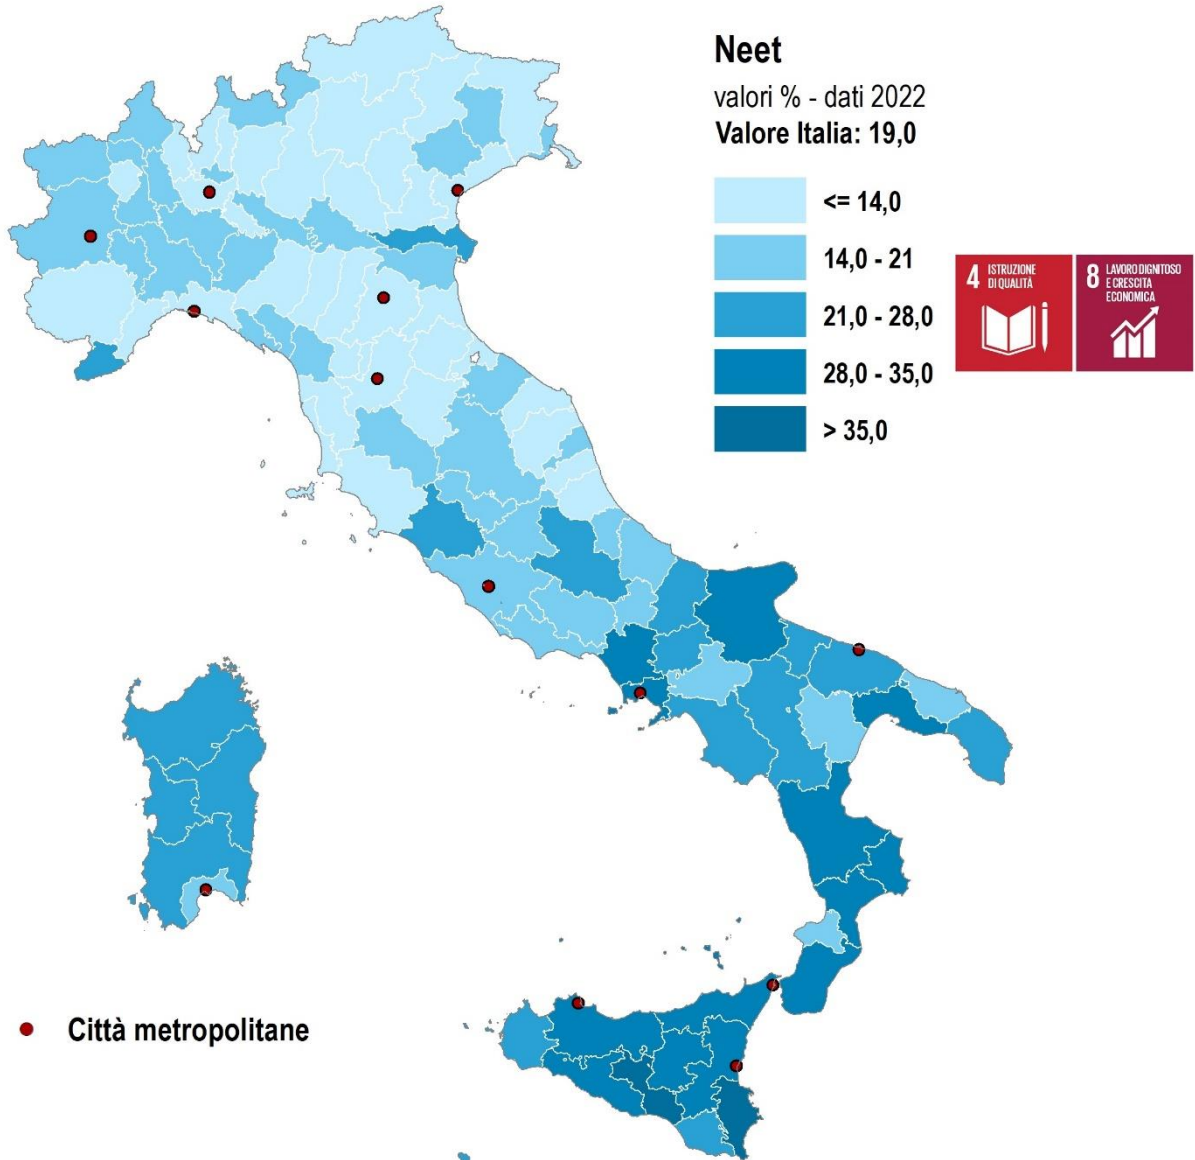 Neet
valori % - dati 2022
Valore Italia: 19,0
<= 14,0
14,0 - 21
21,0 - 28,0
28,0 - 35,0
> 35,0
4 ISTRUZIONE
DI QUALITÀ
8 LAVORO DIGNITOSO
E CRESCITA
ECONOMICA
Città metropolitane